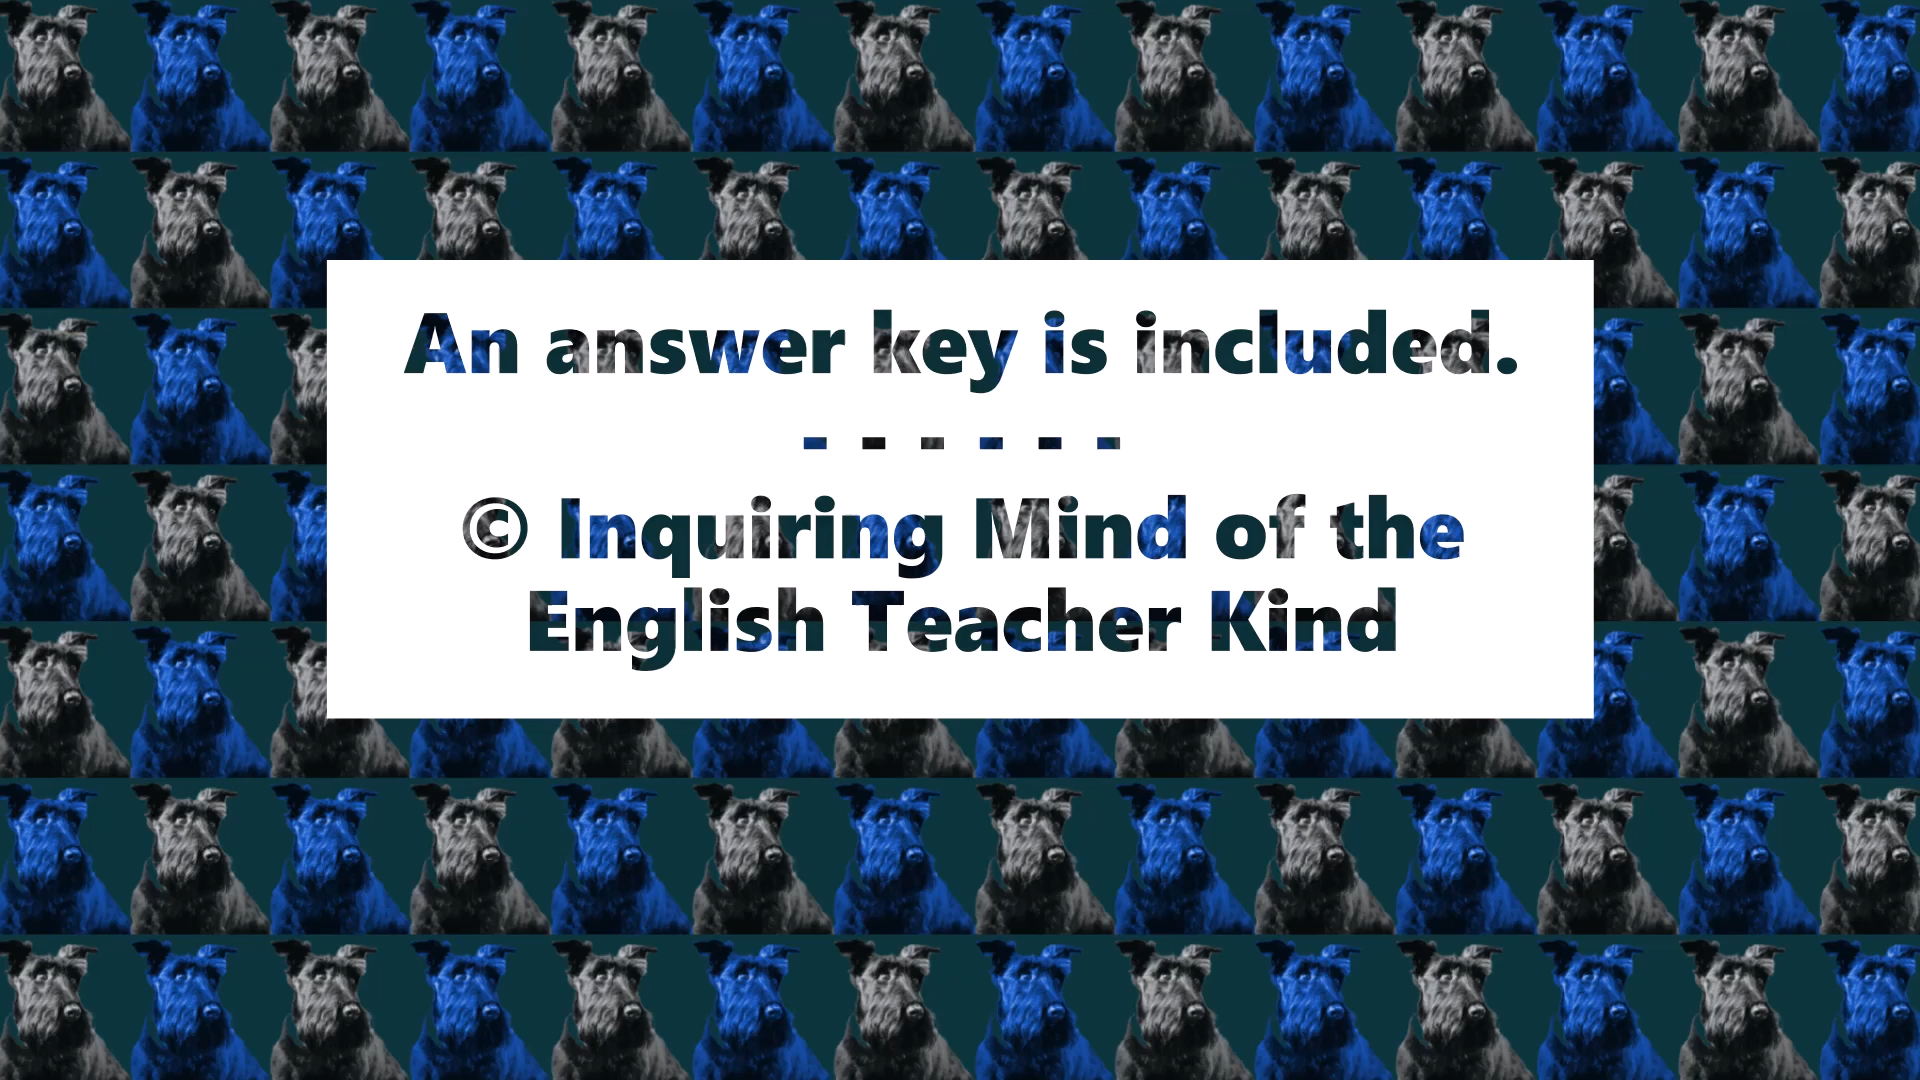 An answer key is included.
- - - - - -
© Inquiring Mind of the
English Teacher Kind